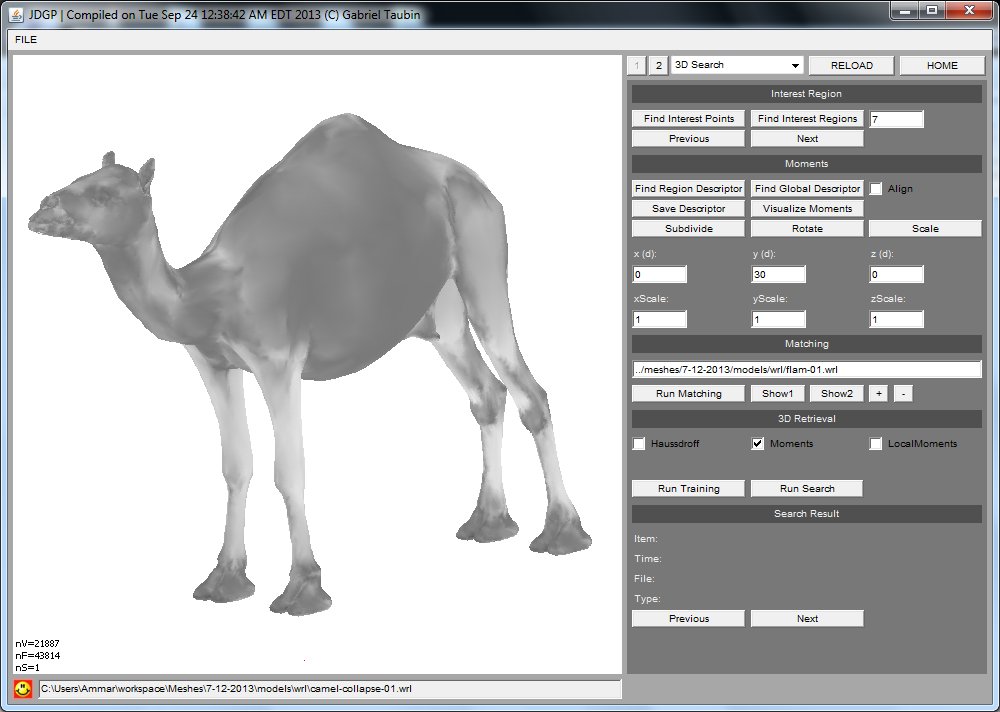 JDGP | Compiled on Tue Sep 24 12:38:42 AM EDT 2013 (C) Gabriel Taubin
FILE
1 2 3D Search RELOAD HOME
Interest Region
Find Interest Points Find Interest Regions 7
Previous Next
Moments
Find Region Descriptor Find Global Descriptor Align
Save Descriptor Visualize Moments
Subdivide Rotate Scale
x (d): y (d): z (d):
0 30 0
xScale: yScale: zScale:
1 1 1
Matching
../meshes/7-12-2013/models/wrl/flam-01.wrl
Run Matching Show1 Show2 + -
3D Retrieval
Haussdroff Moments LocalMoments
Run Training Run Search
Search Result
Item:
Time:
File:
Type:
Previous Next
nV=21887
nF=43814
nS=1
C:\Users\Ammar\workspace\Meshes\7-12-2013\models\wrl\camel-collapse-01.wrl